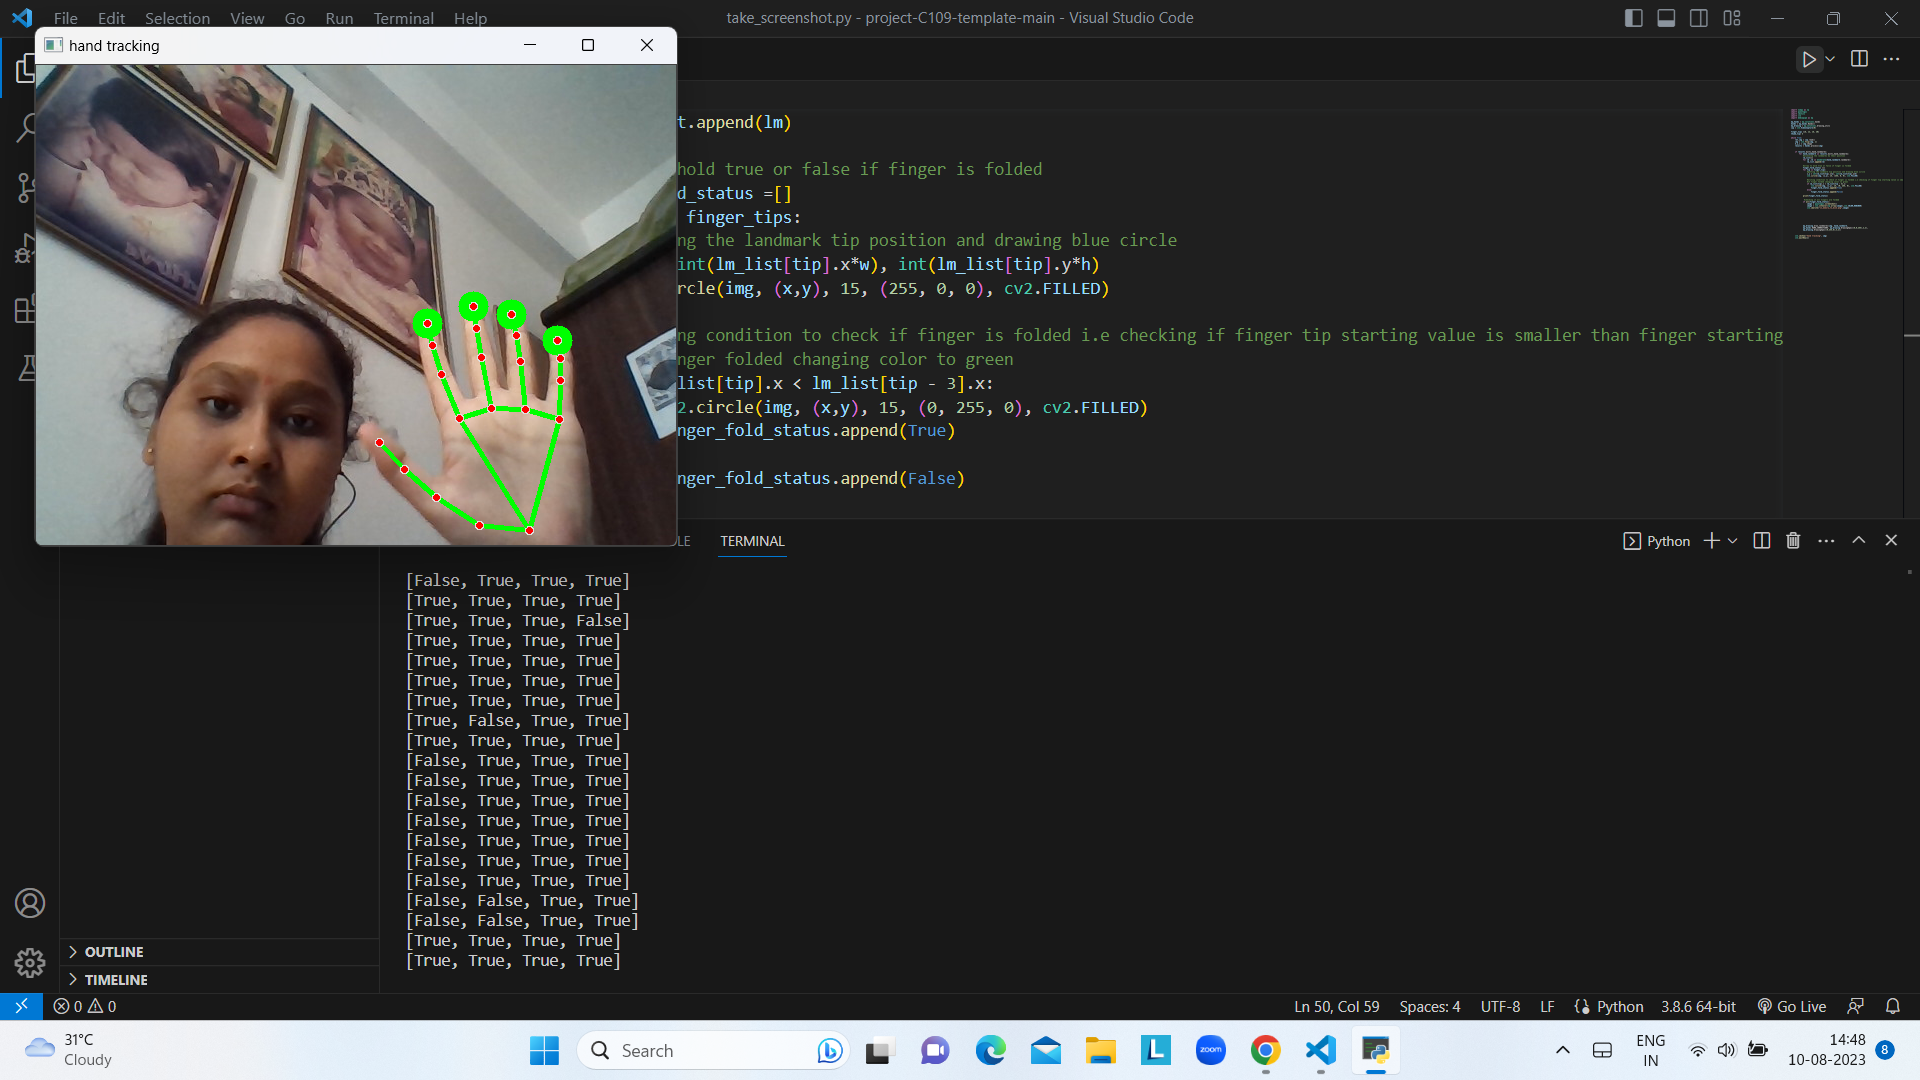 File Edit Selection View Go Run Terminal Help
take_screenshot.py - project-C109-template-main - Visual Studio Code
hand tracking
t.append(lm)
hold true or false if finger is folded
d_status =[]
finger_tips:
ng the landmark tip position and drawing blue circle
int(lm_list[tip].x*w), int(lm_list[tip].y*h)
rcle(img, (x,y), 15, (255, 0, 0), cv2.FILLED)
ng condition to check if finger is folded i.e checking if finger tip starting value is smaller than finger starting
nger folded changing color to green
list[tip].x < lm_list[tip - 3].x:
2.circle(img, (x,y), 15, (0, 255, 0), cv2.FILLED)
nger_fold_status.append(True)
nger_fold_status.append(False)
LE TERMINAL
Python
[False, True, True, True]
[True, True, True, True]
[True, True, True, False]
[True, True, True, True]
[True, True, True, True]
[True, True, True, True]
[True, True, True, True]
[True, False, True, True]
[True, True, True, True]
[False, True, True, True]
[False, True, True, True]
[False, True, True, True]
[False, True, True, True]
[False, True, True, True]
[False, True, True, True]
[False, True, True, True]
[False, False, True, True]
[False, False, True, True]
[True, True, True, True]
[True, True, True, True]
OUTLINE
TIMELINE
0 0
Ln 50, Col 59 Spaces: 4 UTF-8 LF Python 3.8.6 64-bit Go Live
31°C
Cloudy
Search
L
zoom
ENG
IN
14:48
10-08-2023
8